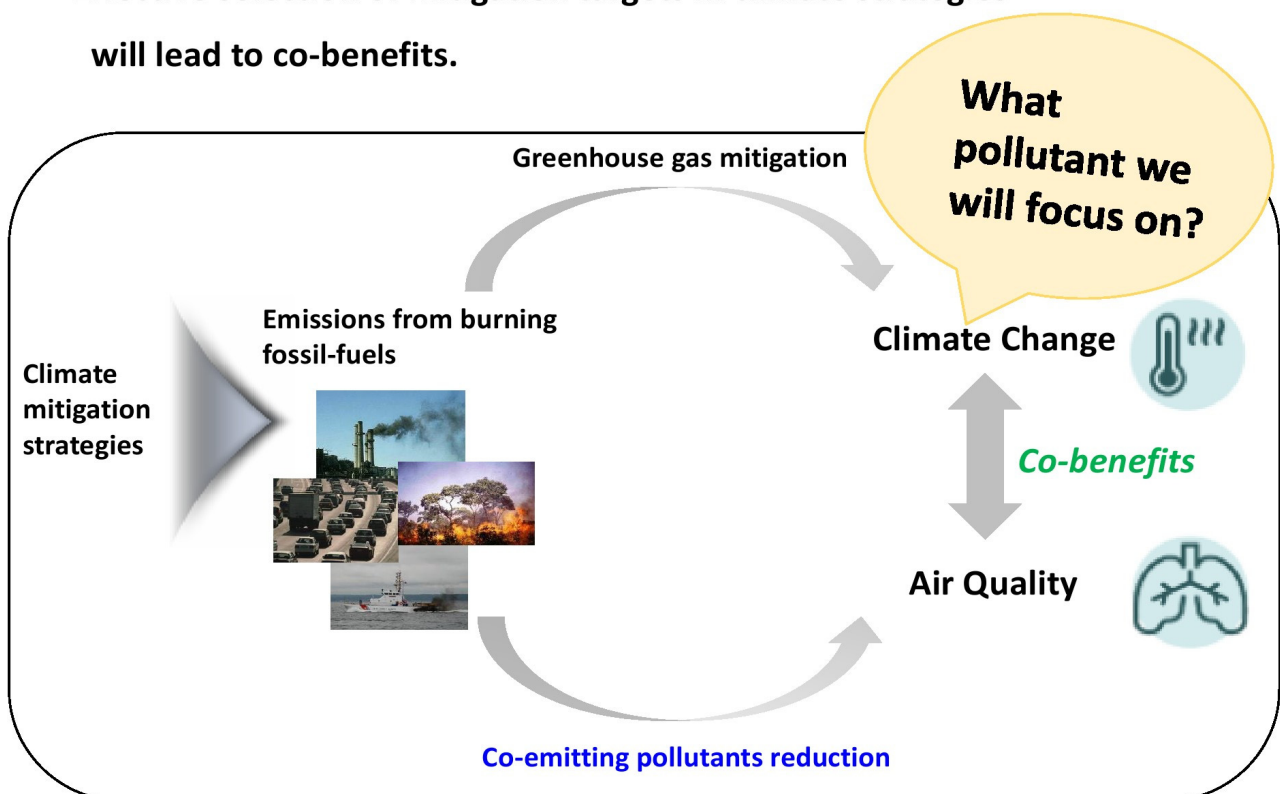 will lead to co-benefits.
What
pollutant we
will focus on?
Greenhouse gas mitigation
Emissions from burning
fossil-fuels
Climate
mitigation
strategies
Climate Change
Co-benefits
Air Quality
Co-emitting pollutants reduction